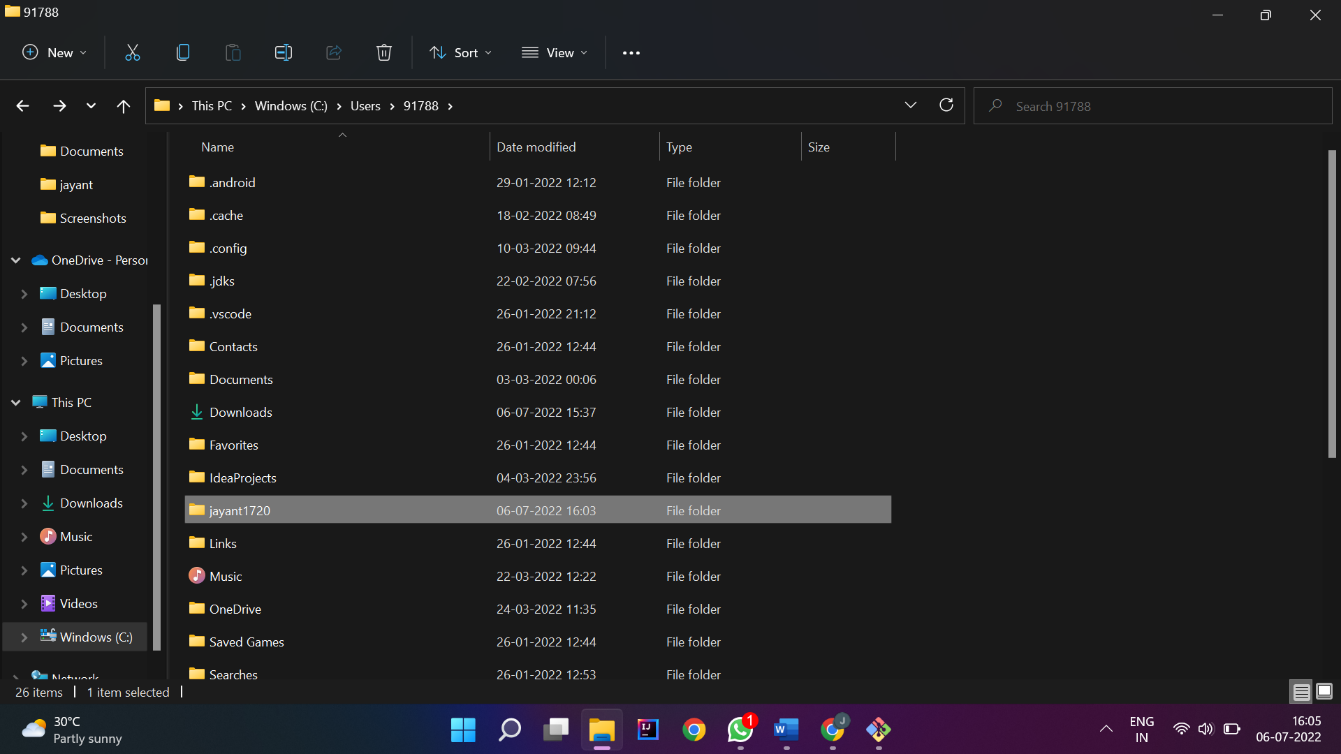 91788
New
Sort
View
This PC > Windows (C:) > Users > 91788 >
Search 91788
Documents
jayant
Screenshots
OneDrive - Person
Desktop
Documents
Pictures
This PC
Desktop
Documents
Downloads
Music
Pictures
Videos
Windows (C:)
Network
Name Date modified Type Size
.android 29-01-2022 12:12 File folder
.cache 18-02-2022 08:49 File folder
.config 10-03-2022 09:44 File folder
.jdks 22-02-2022 07:56 File folder
.vscode 26-01-2022 21:12 File folder
Contacts 26-01-2022 12:44 File folder
Documents 03-03-2022 00:06 File folder
Downloads 06-07-2022 15:37 File folder
Favorites 26-01-2022 12:44 File folder
IdeaProjects 04-03-2022 23:56 File folder
jayant1720 06-07-2022 16:03 File folder
Links 26-01-2022 12:44 File folder
Music 22-03-2022 12:22 File folder
OneDrive 24-03-2022 11:35 File folder
Saved Games 26-01-2022 12:44 File folder
Searches 26-01-2022 12:53 File folder
26 items 1 item selected
30°C
Partly sunny
IJ
1
W
J
ENG
IN
16:05
06-07-2022